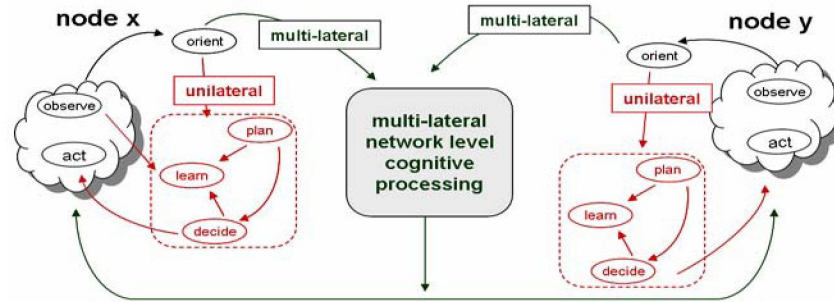 node x
orient
multi-lateral
multi-lateral
node y
orient
observe
unilateral
unilateral
observe
act
plan
learn
decide
multi-lateral
network level
cognitive
processing
act
plan
learn
decide